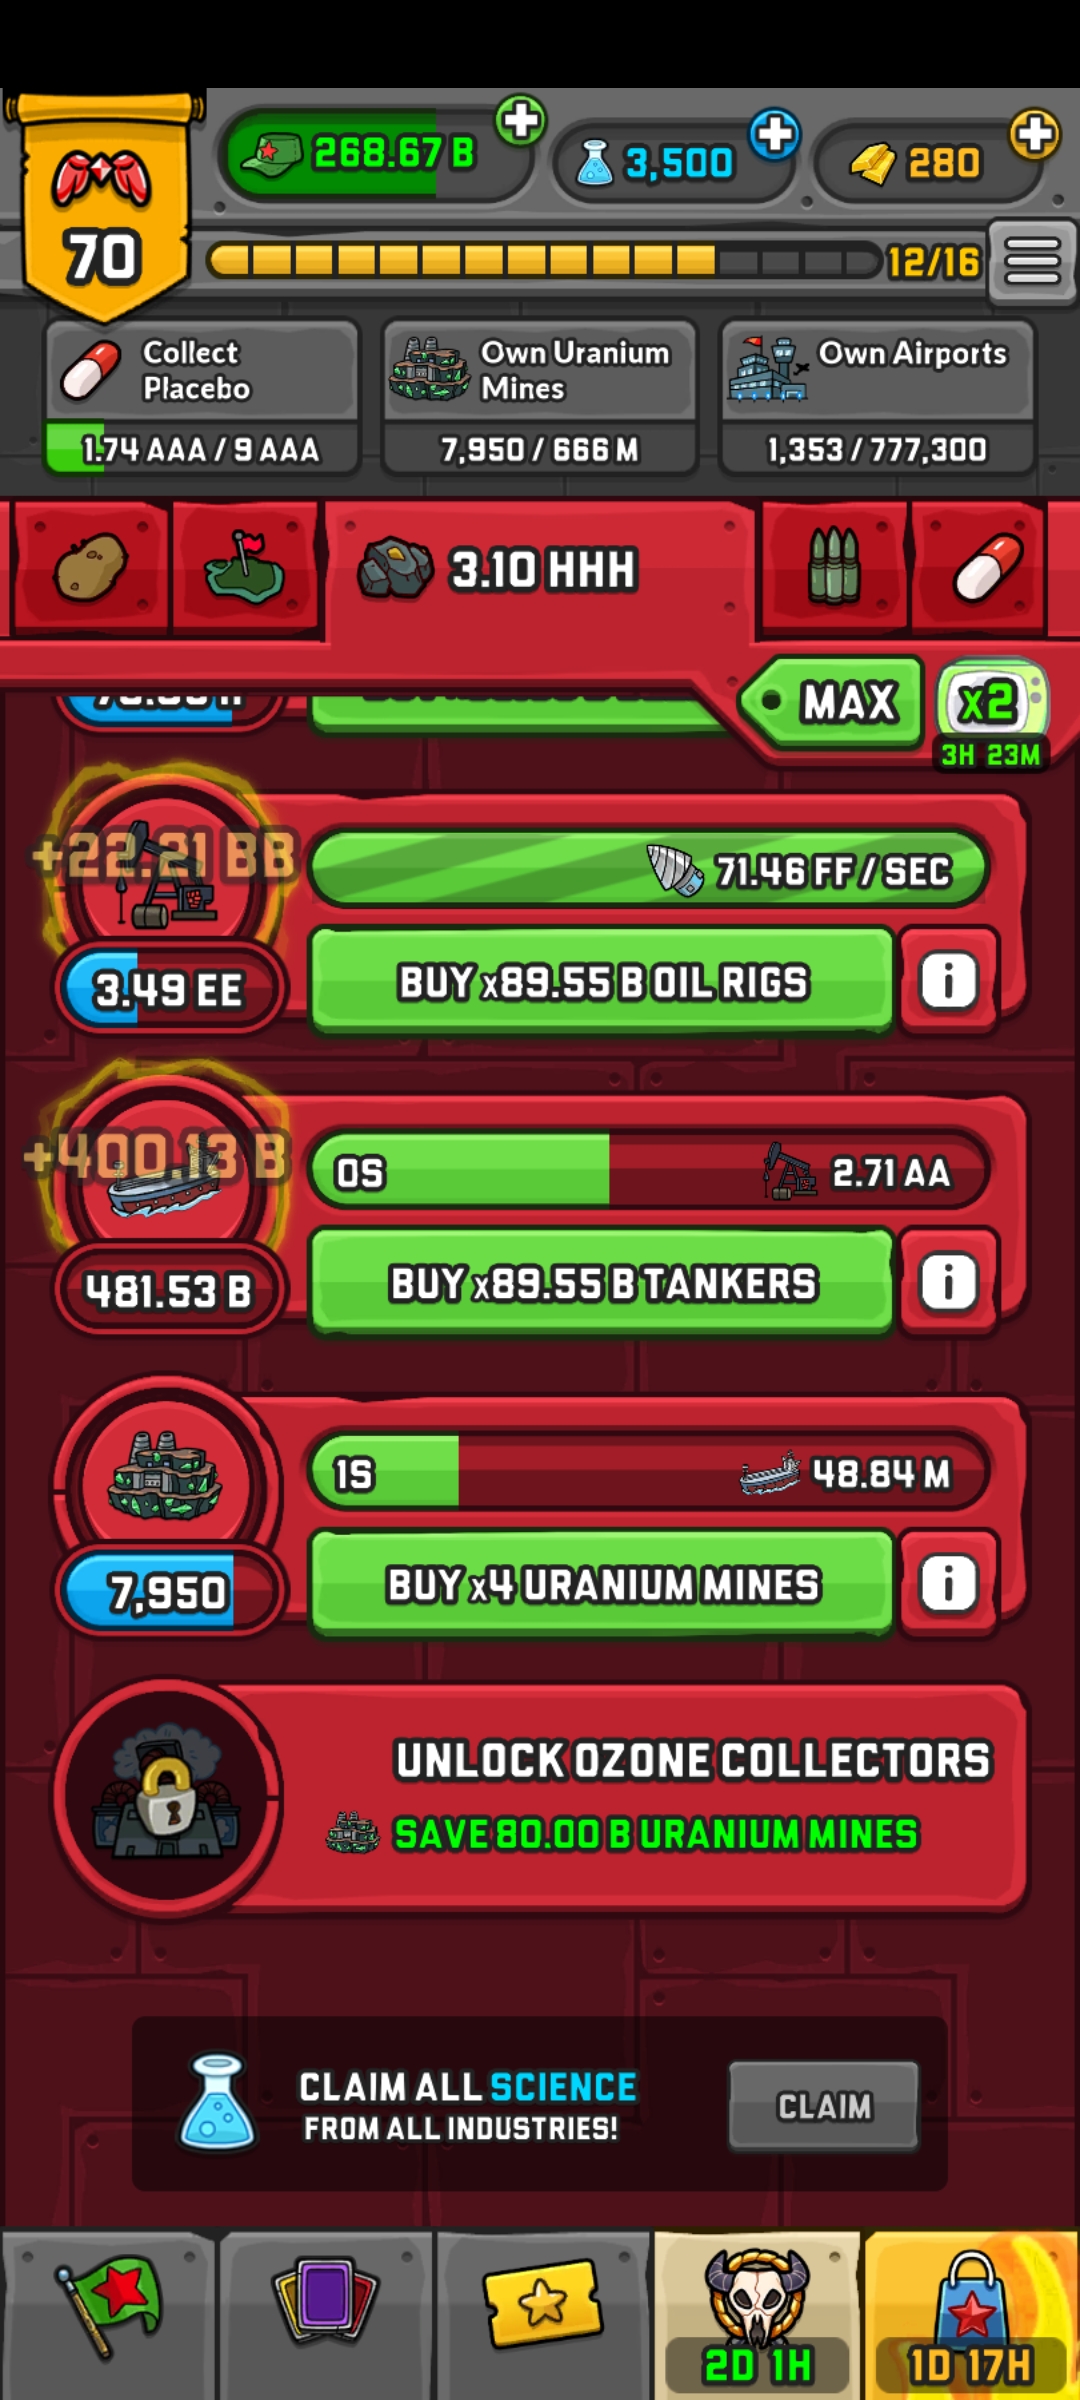 268.67 B
3,500
280
70
12/16
Collect
Placebo
1.74 AAA / 9 AAA
Own Uranium
Mines
7,950 / 666 M
Own Airports
1,353 / 777,300
3.10 HHH
MAX
x2
3H 23M
+22.21 BB
71.46 FF / SEC
3.49 EE
BUY x89.55 B OIL RIGS
i
+400.13 B
0S
2.71 AA
481.53 B
BUY x89.55 B TANKERS
i
1S
48.84 M
7,950
BUY x4 URANIUM MINES
i
UNLOCK OZONE COLLECTORS
SAVE 80.00 B URANIUM MINES
CLAIM ALL SCIENCE
FROM ALL INDUSTRIES!
CLAIM
2D 1H
1D 17H